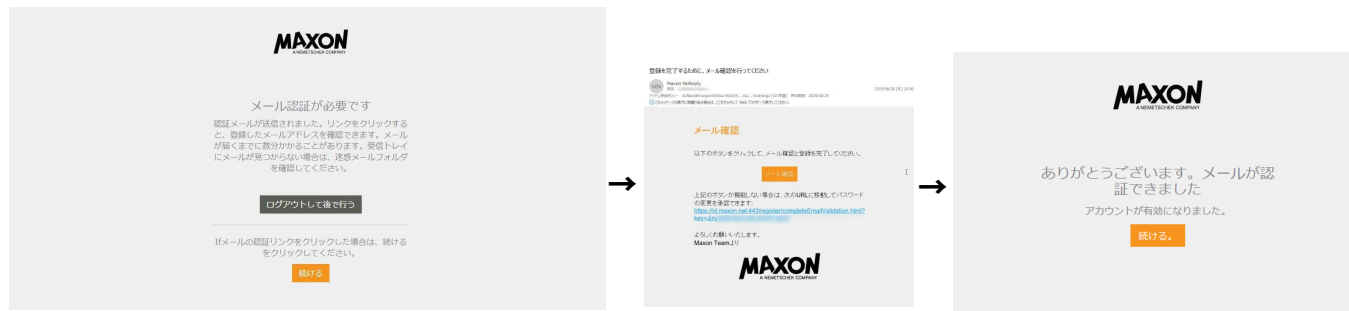 MAXON
A NEMETSCHEK COMPANY
メール認証が必要です
認証メールが送信されました。リンクをクリックする
と、登録したメールアドレスを確認できます。メール
が届くまでに数分かかることがあります。受信トレイ
にメールが見つからない場合は、迷惑メールフォルダ
を確認してください。
ログアウトして後で行う
Ifメールの認証リンクをクリックした場合は、続ける
をクリックしてください。
続ける
→
登録を完了するために、メール確認を行ってください
MN
Maxon NoReply
宛先
メール確認
以下のボタンをクリックして、メール確認と登録を完了してください。
メール確認
上記のボタンが機能しない場合は、次のURLに移動してパスワード
の変更を承認できます:
https://id.maxon.net:443/register/completeEmailValidation.html?
よろしくお願いいたします。
Maxon Teamより
MAXON
A NEMETSCHEK COMPANY
→
MAXON
A NEMETSCHEK COMPANY
ありがとうございます。メールが認
証できました
アカウントが有効になりました。
続ける。